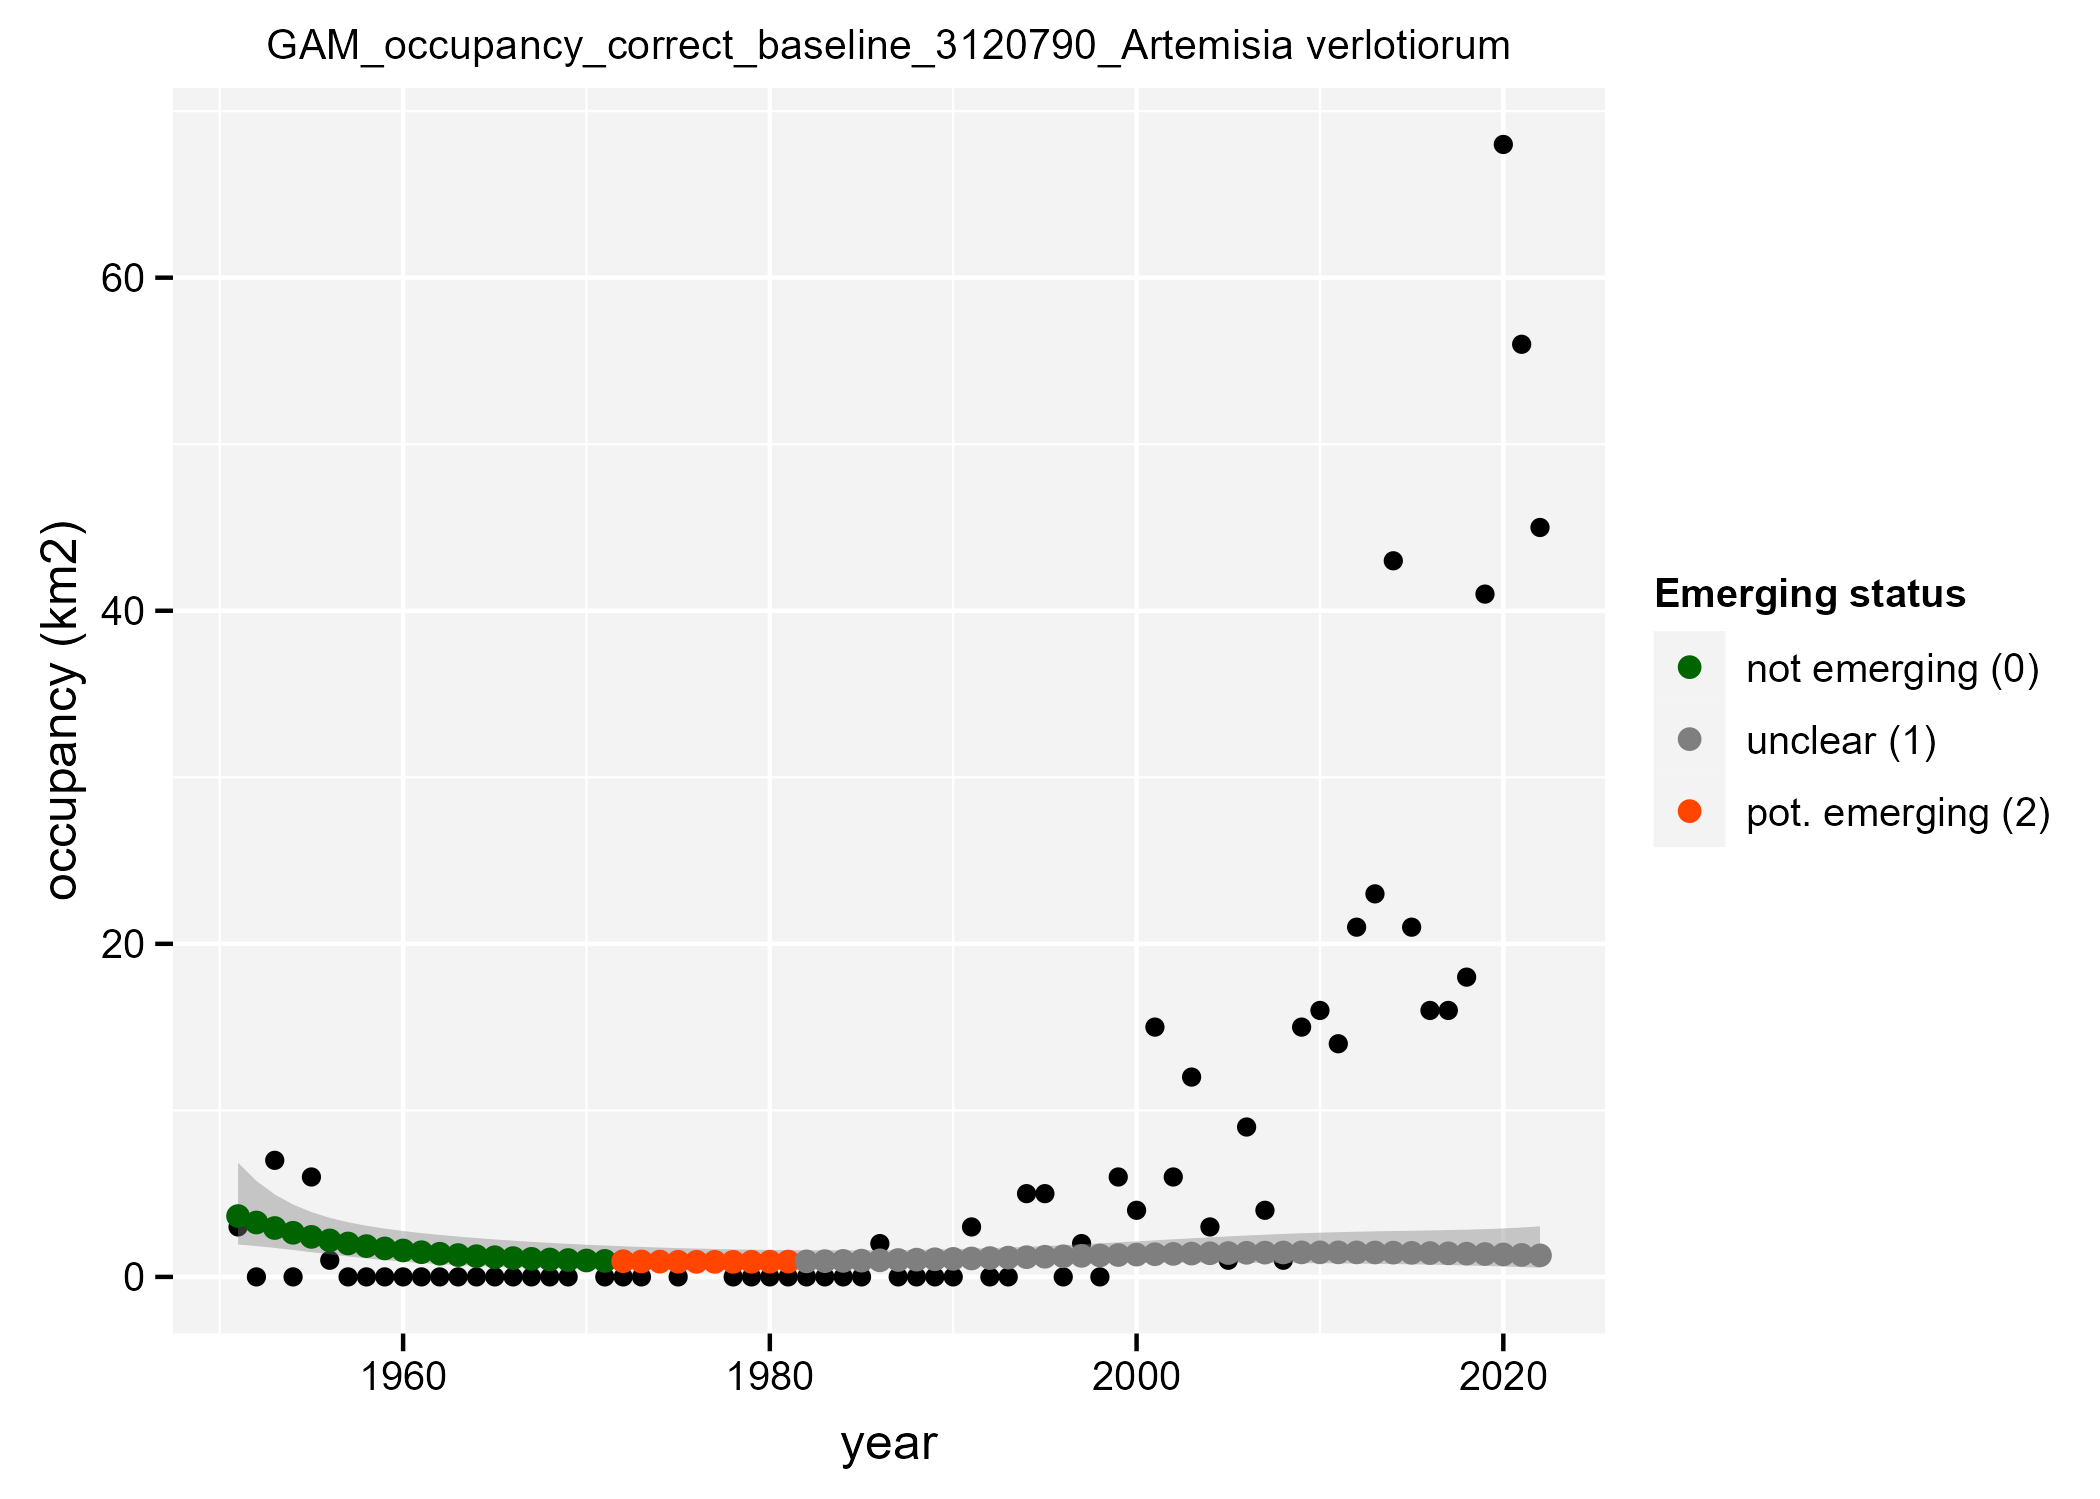 GAM_occupancy_correct_baseline_3120790_Artemisia verlotiorum
occupancy (km2)
60
40
20
0
1960 1980 2000 2020
year
Emerging status
not emerging (0)
unclear (1)
pot. emerging (2)